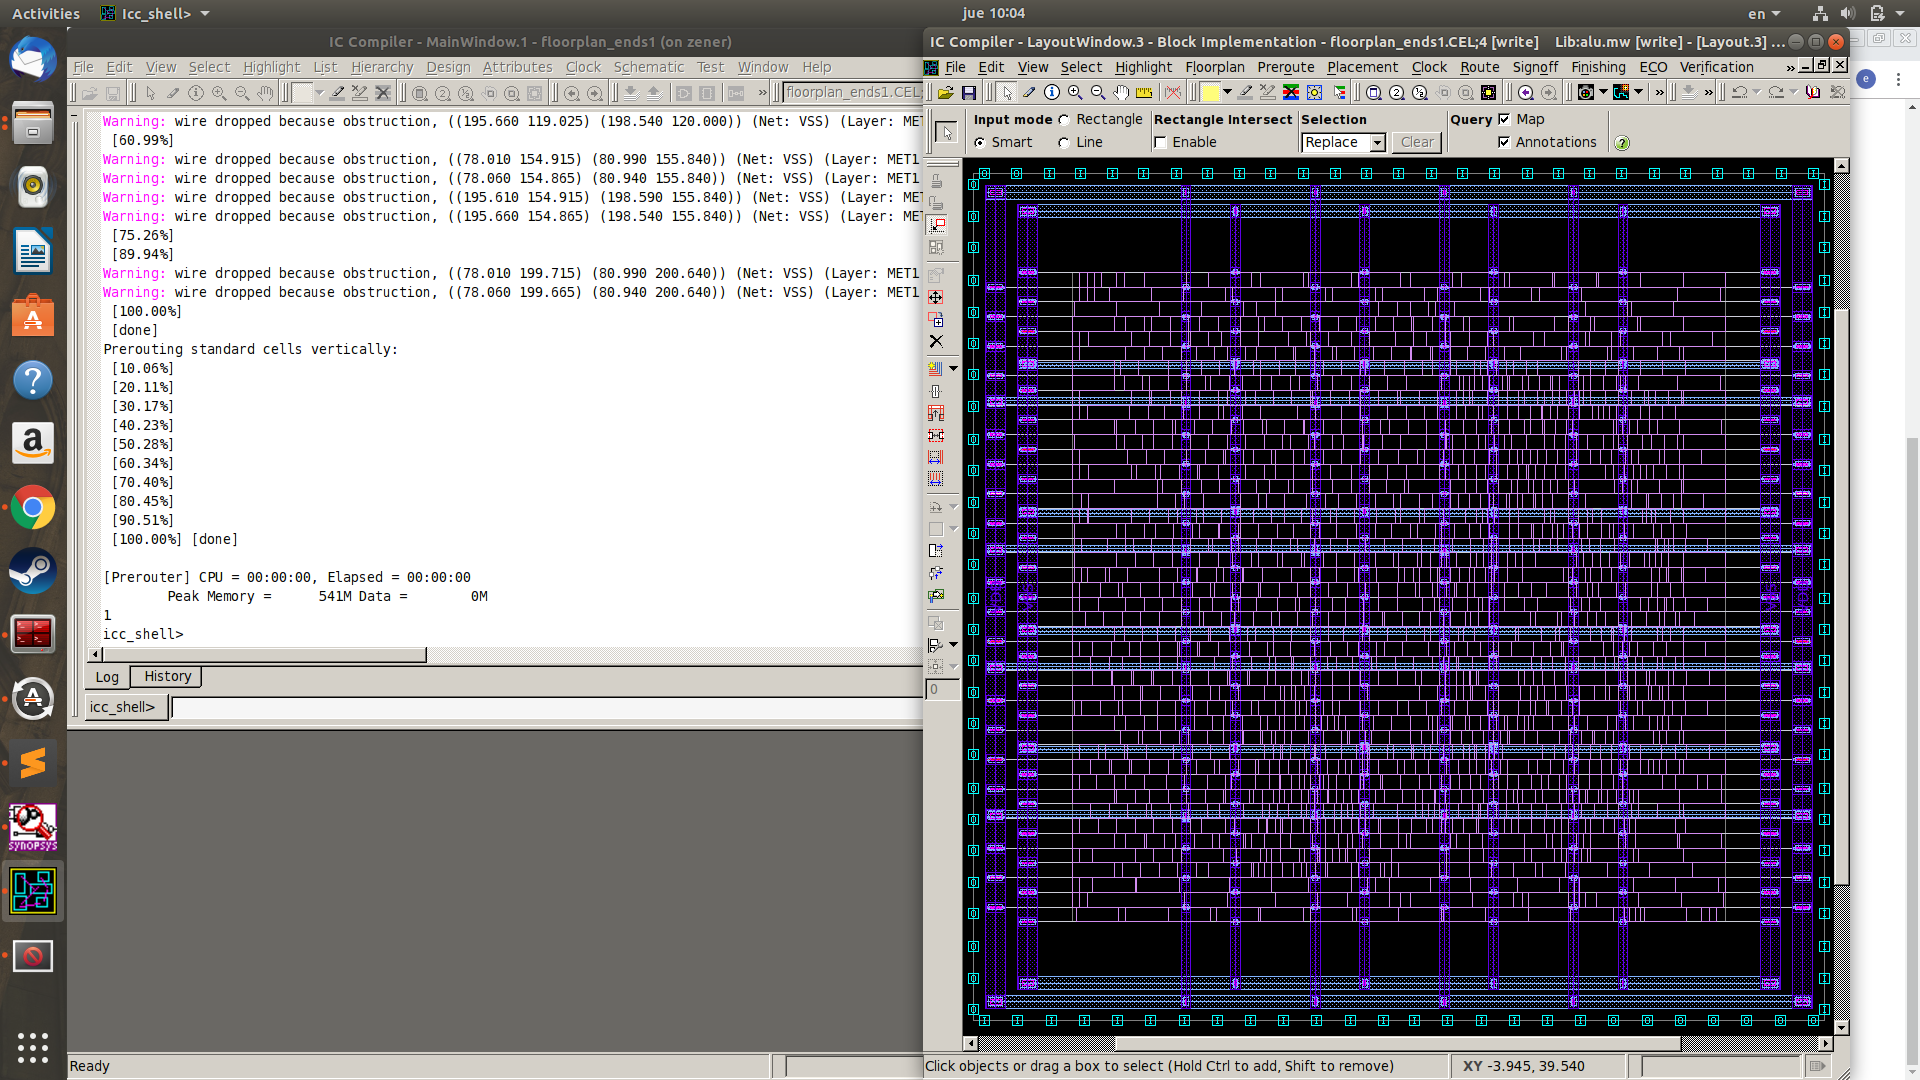 Activities
Icc_shell>
jue 10:04
en
IC Compiler - MainWindow.1 - floorplan_ends1 (on zener)
File Edit View Select Highlight List Hierarchy Design Attributes Clock Schematic Test Window Help
floorplan_ends1.CEL;
Warning: wire dropped because obstruction, ((195.660 119.025) (198.540 120.000)) (Net: VSS) (Layer: MET1
[60.99%]
Warning: wire dropped because obstruction, ((78.010 154.915) (80.990 155.840)) (Net: VSS) (Layer: MET1
Warning: wire dropped because obstruction, ((78.060 154.865) (80.940 155.840)) (Net: VSS) (Layer: MET1
Warning: wire dropped because obstruction, ((195.610 154.915) (198.590 155.840)) (Net: VSS) (Layer: MET
Warning: wire dropped because obstruction, ((195.660 154.865) (198.540 155.840)) (Net: VSS) (Layer: MET
[75.26%]
[89.94%]
Warning: wire dropped because obstruction, ((78.010 199.715) (80.990 200.640)) (Net: VSS) (Layer: MET1
Warning: wire dropped because obstruction, ((78.060 199.665) (80.940 200.640)) (Net: VSS) (Layer: MET1
[100.00%]
[done]
Prerouting standard cells vertically:
[10.06%]
[20.11%]
[30.17%]
[40.23%]
[50.28%]
[60.34%]
[70.40%]
[80.45%]
[90.51%]
[100.00%] [done]
[Prerouter] CPU = 00:00:00, Elapsed = 00:00:00
Peak Memory = 541M Data = 0M
1
icc_shell>
Log History
icc_shell>
Ready
IC Compiler - LayoutWindow.3 - Block Implementation - floorplan_ends1.CEL;4 [write] Lib:alu.mw [write] - [Layout.3] ...
File Edit View Select Highlight Floorplan Preroute Placement Clock Route Signoff Finishing ECO Verification »
Input mode Rectangle Rectangle Intersect Selection Query Map
Smart Line Enable Replace Clear Annotations
0
Click objects or drag a box to select (Hold Ctrl to add, Shift to remove)
XY -3.945, 39.540
SYNOPSYS
e